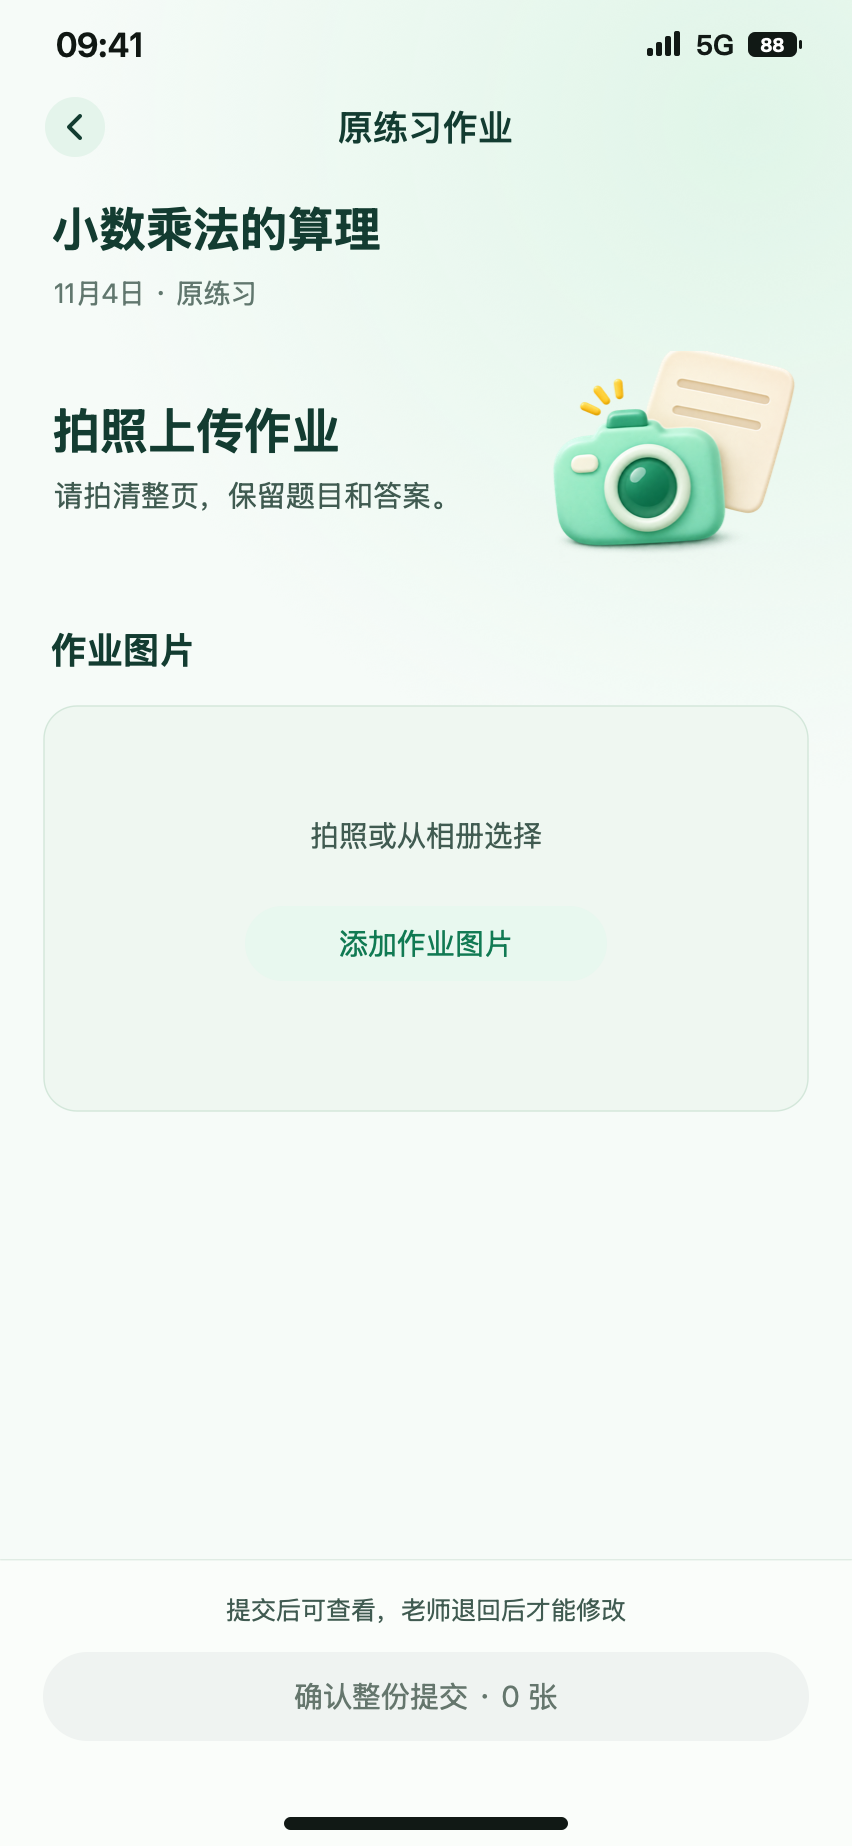 09:41
5G 88
原练习作业
小数乘法的算理
11月4日 · 原练习
拍照上传作业
请拍清整页，保留题目和答案。
作业图片
拍照或从相册选择
添加作业图片
提交后可查看，老师退回后才能修改
确认整份提交 · 0 张